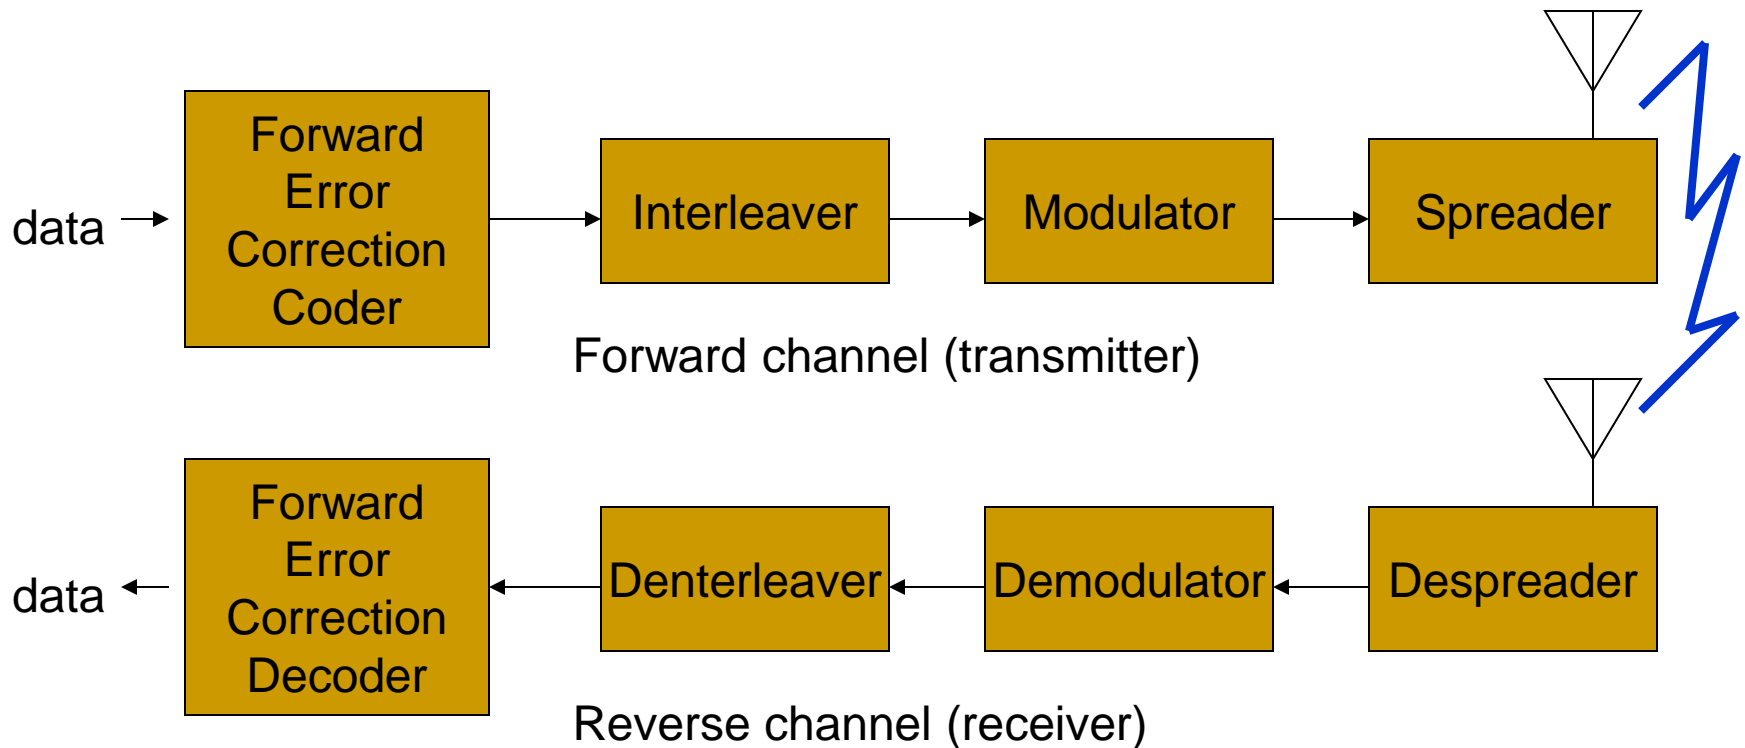 Forward
Error
Correction
Coder
data
Interleaver
Modulator
Spreader
Forward channel (transmitter)
Forward
Error
Correction
Decoder
data
Denterleaver
Demodulator
Despreader
Reverse channel (receiver)